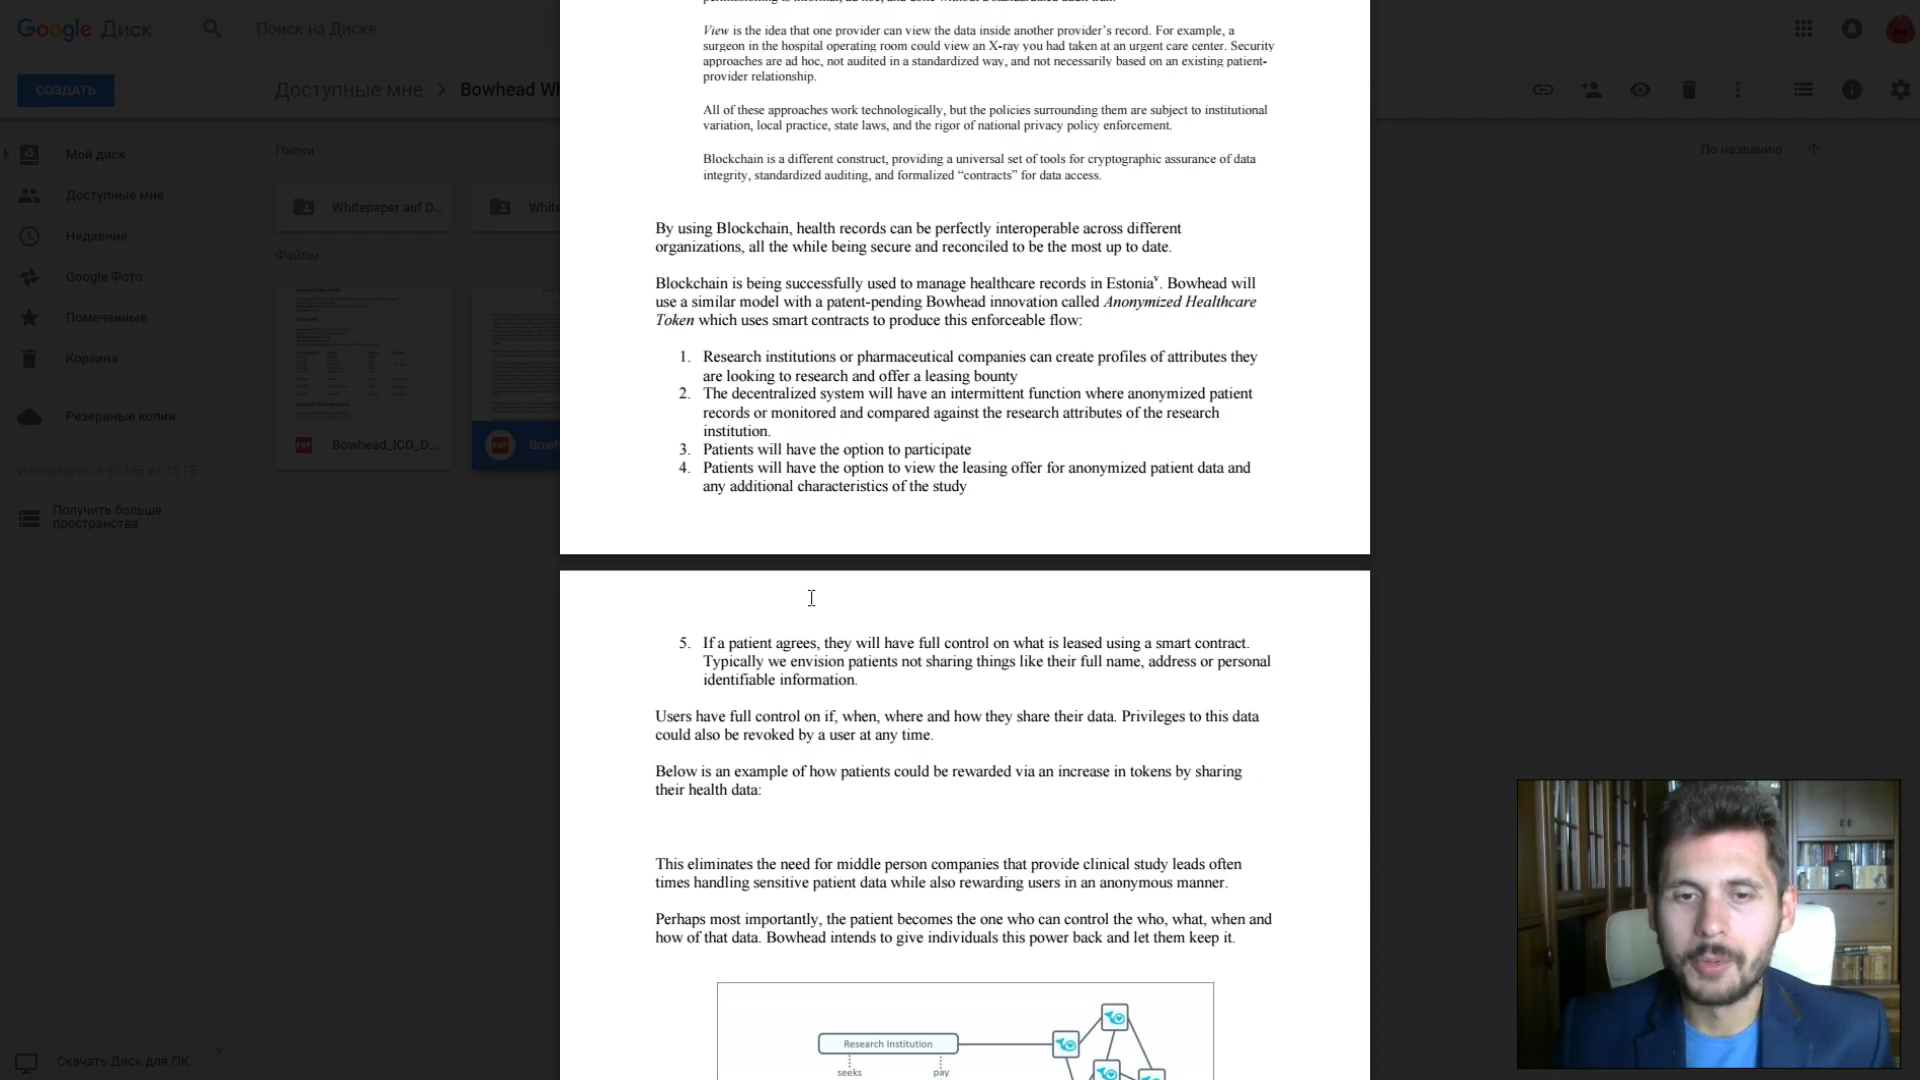 Google Диск
Поиск на Диске
СОЗДАТЬ
Доступные мне > Bowhead
Мой диск
Доступные мне
Недавние
Google Фото
Помеченные
Корзина
Резервные копии
Используется 60 МБ из 15 ГБ
Получить больше
пространства
Скачать Диск для ПК
Папки
Whitepaper auf D...
Файлы
Bowhead_ICO_D...
По названию
View is the idea that one provider can view the data inside another provider's record. For example, a
surgeon in the hospital operating room could view an X-ray you had taken at an urgent care center. Security
approaches are ad hoc, not audited in a standardized way, and not necessarily based on an existing patient-
provider relationship.
All of these approaches work technologically, but the policies surrounding them are subject to institutional
variation, local practice, state laws, and the rigor of national privacy policy enforcement.
Blockchain is a different construct, providing a universal set of tools for cryptographic assurance of data
integrity, standardized auditing, and formalized “contracts” for data access.
By using Blockchain, health records can be perfectly interoperable across different
organizations, all the while being secure and reconciled to be the most up to date.
Blockchain is being successfully used to manage healthcare records in Estoniaᵛ. Bowhead will
use a similar model with a patent-pending Bowhead innovation called Anonymized Healthcare
Token which uses smart contracts to produce this enforceable flow:
1. Research institutions or pharmaceutical companies can create profiles of attributes they
are looking to research and offer a leasing bounty
2. The decentralized system will have an intermittent function where anonymized patient
records or monitored and compared against the research attributes of the research
institution.
3. Patients will have the option to participate
4. Patients will have the option to view the leasing offer for anonymized patient data and
any additional characteristics of the study
5. If a patient agrees, they will have full control on what is leased using a smart contract.
Typically we envision patients not sharing things like their full name, address or personal
identifiable information.
Users have full control on if, when, where and how they share their data. Privileges to this data
could also be revoked by a user at any time.
Below is an example of how patients could be rewarded via an increase in tokens by sharing
their health data:
This eliminates the need for middle person companies that provide clinical study leads often
times handling sensitive patient data while also rewarding users in an anonymous manner.
Perhaps most importantly, the patient becomes the one who can control the who, what, when and
how of that data. Bowhead intends to give individuals this power back and let them keep it.
Research Institution
seeks
pay